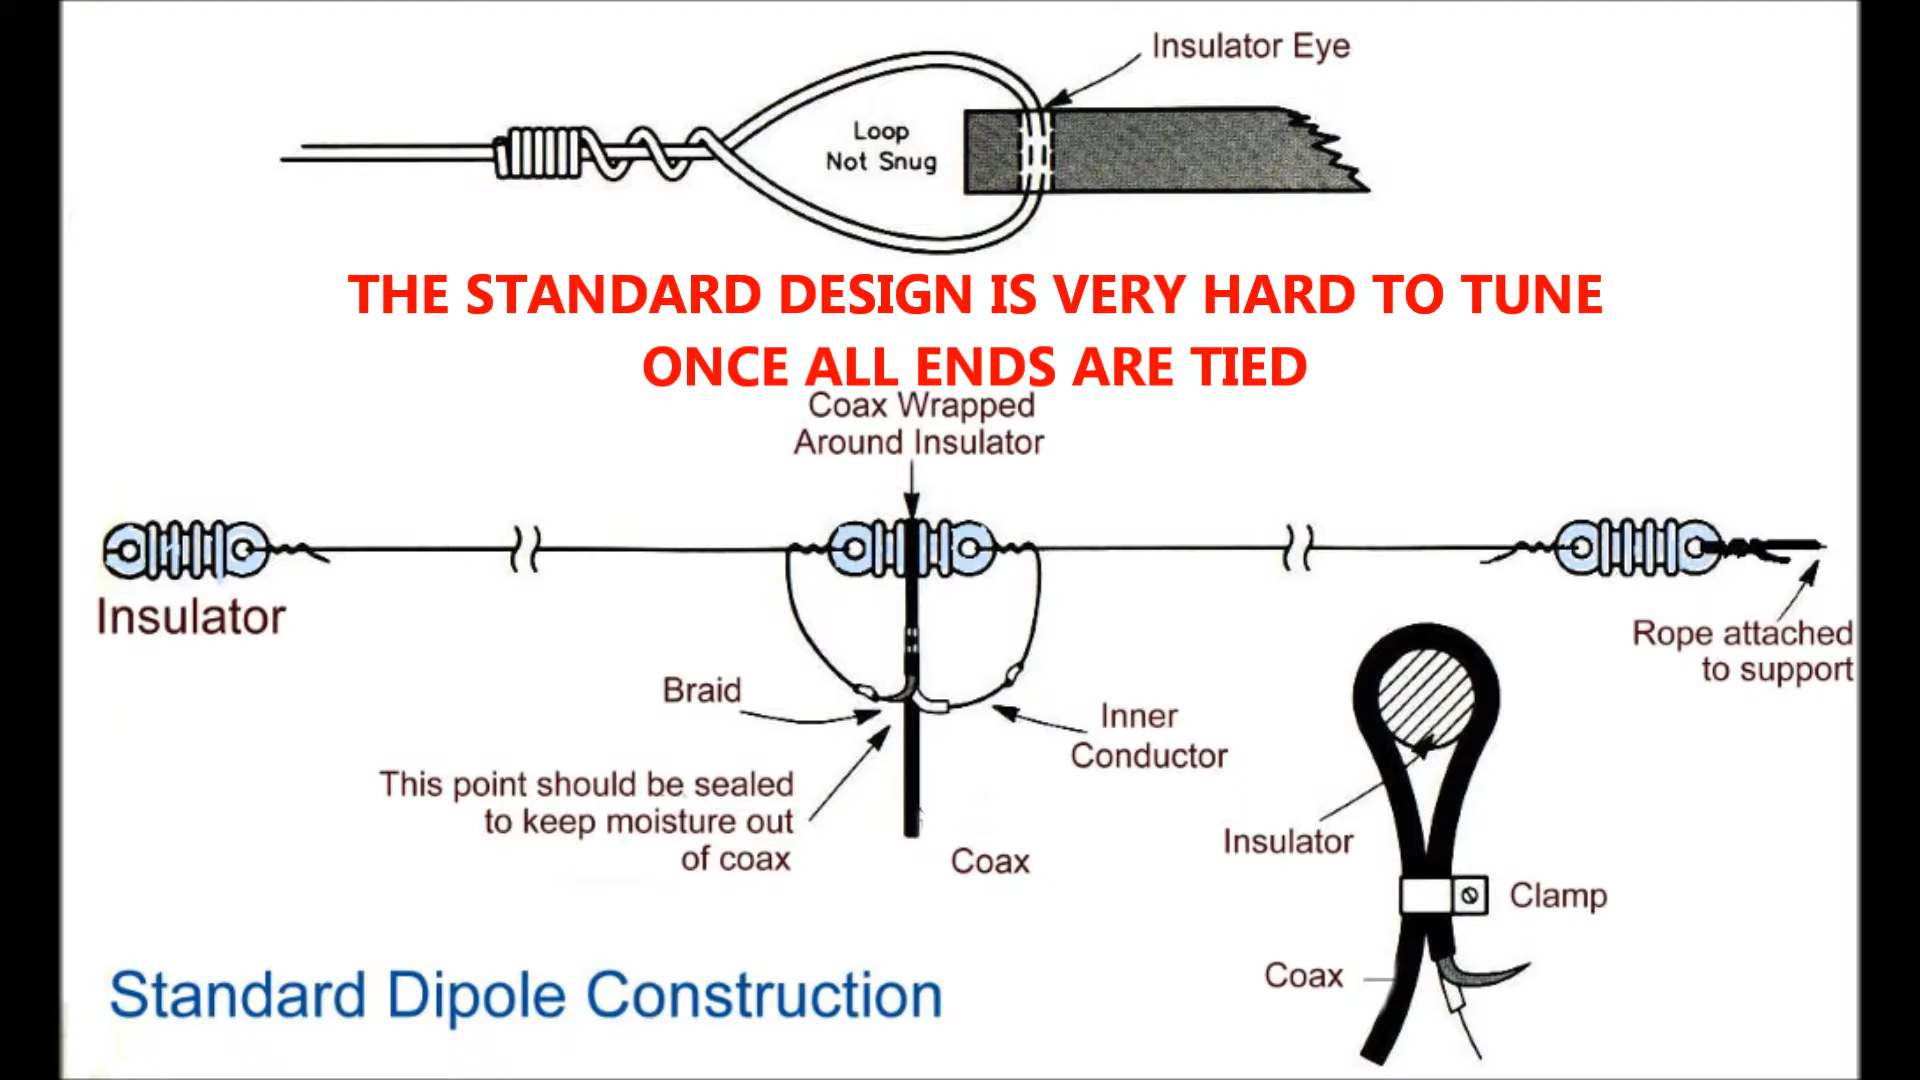 Insulator Eye
Loop
Not Snug
THE STANDARD DESIGN IS VERY HARD TO TUNE
ONCE ALL ENDS ARE TIED
Coax Wrapped
Around Insulator
Insulator
Rope attached
to support
Braid
Inner
Conductor
This point should be sealed
to keep moisture out
of coax
Coax
Insulator
Clamp
Coax
Standard Dipole Construction